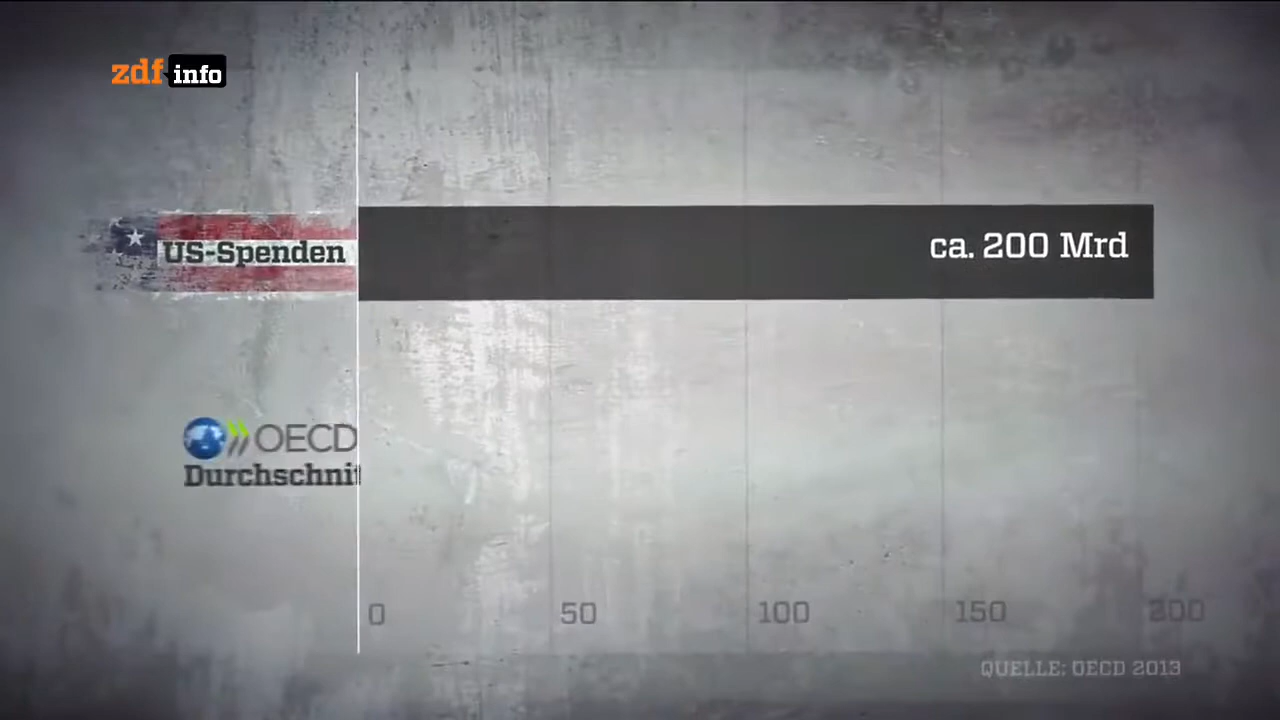 zdf info
US-Spenden
ca. 200 Mrd
OECD
Durchschnit
0 50 100 150 200
QUELLE: OECD 2013